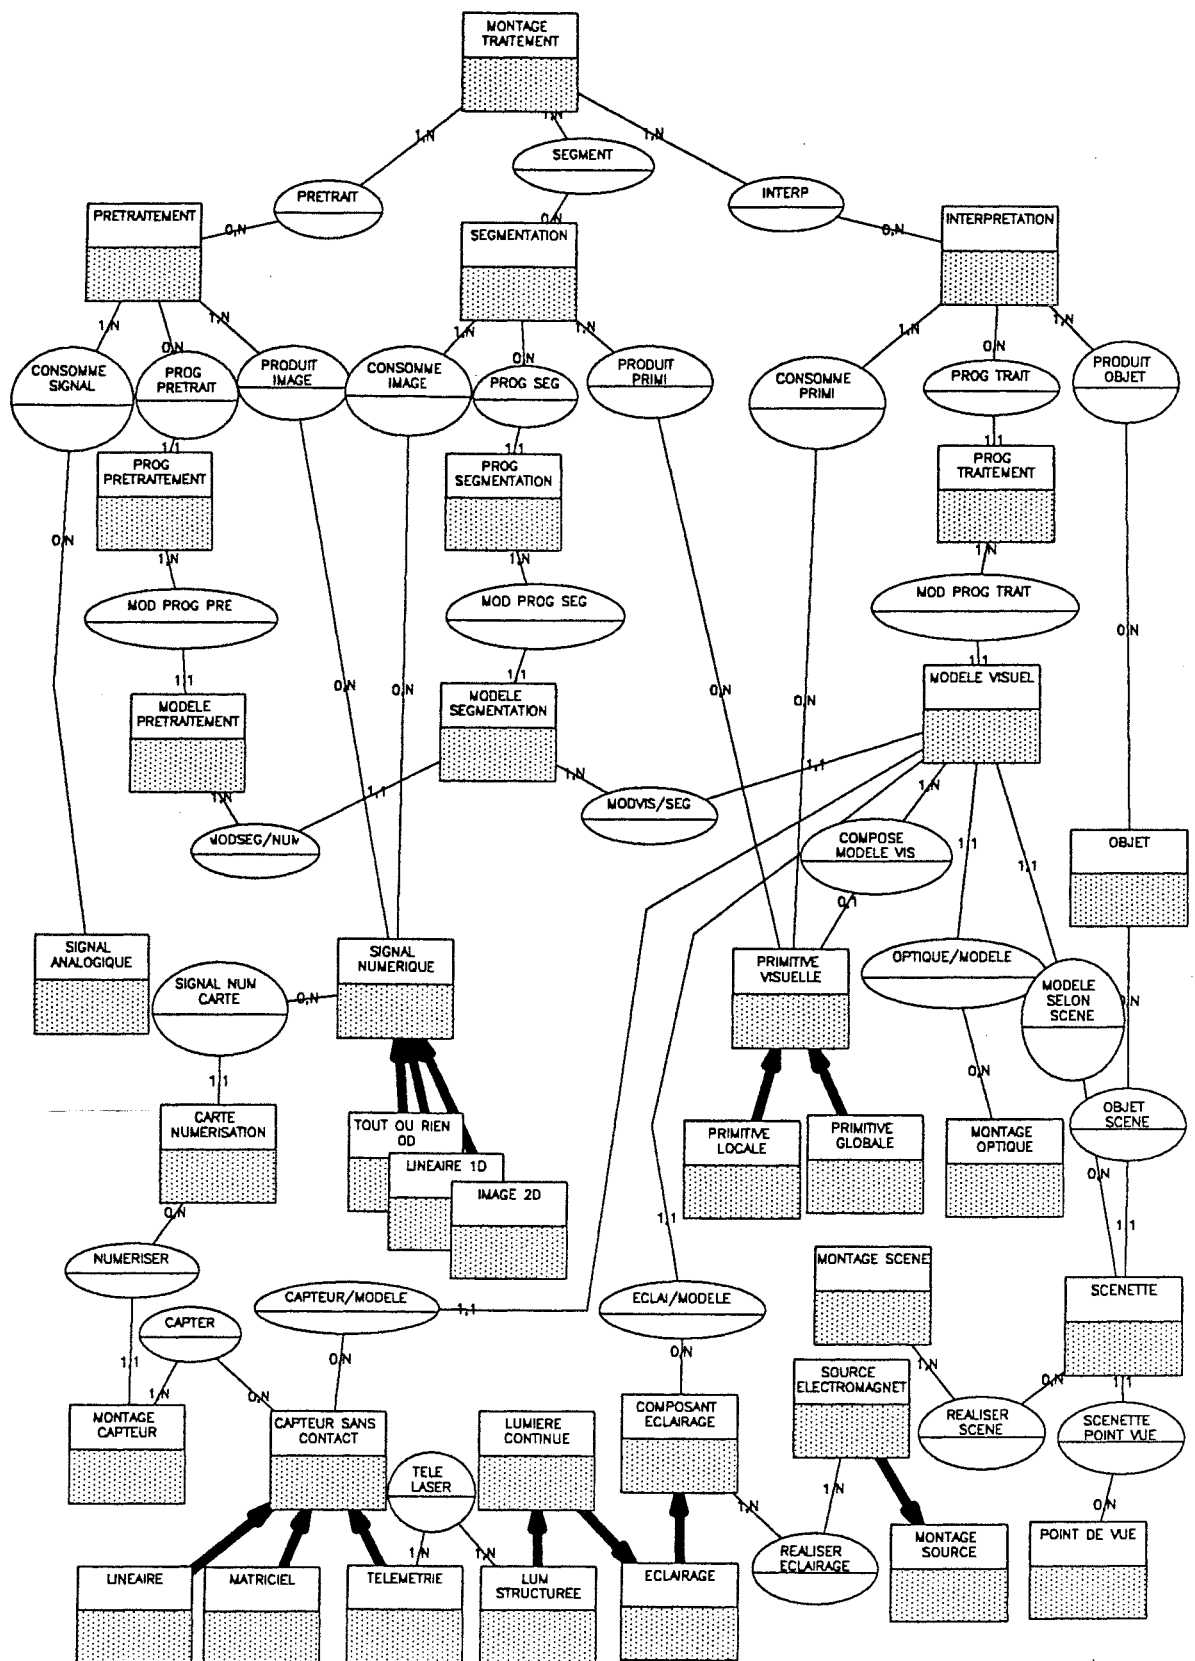 MONTAGE
TRAITEMENT
1,N
1,N
1,N
SEGMENT
PRETRAIT
INTERP
PRETRAITEMENT
0,N
0,N
SEGMENTATION
0,N
INTERPRETATION
1,N
0,N
1,N
1,N
0,N
1,N
1,N
0,N
1,N
CONSOMME
SIGNAL
PROG
PRETRAIT
PRODUIT
IMAGE
CONSOMME
IMAGE
PROG SEG
PRODUIT
PRIMI
CONSOMME
PRIMI
PROG TRAIT
PRODUIT
OBJET
1,1
1,1
1,1
PROG
PRETRAITEMENT
PROG
SEGMENTATION
PROG
TRAITEMENT
0,N
1,N
1,N
1,N
MOD PROG PRE
MOD PROG SEG
MOD PROG TRAIT
0,N
1,1
1,1
1,1
0,N
0,N
0,N
0,N
MODELE
PRETRAITEMENT
MODELE
SEGMENTATION
MODELE VISUEL
1,N
1,1
1,N
1,1
1,N
MODSEG/NUM
MODVIS/SEG
COMPOSE
MODELE VIS
1,1
1,1
OBJET
0,1
SIGNAL
ANALOGIQUE
SIGNAL
NUMERIQUE
PRIMITIVE
VISUELLE
OPTIQUE/MODELE
MODELE
SELON
SCENE
SIGNAL NUM
CARTE
0,N
0,N
1,1
0,N
CARTE
NUMERISATION
TOUT OU RIEN
0D
LINEAIRE 1D
IMAGE 2D
PRIMITIVE
LOCALE
PRIMITIVE
GLOBALE
MONTAGE
OPTIQUE
OBJET
SCENE
0,N
0,N
1,1
1,1
NUMERISER
CAPTEUR/MODELE
1,1
ECLAI/MODELE
MONTAGE SCENE
SCENETTE
CAPTER
1,1
0,N
0,N
1,N
0,N
1,N
0,N
1,1
MONTAGE
CAPTEUR
CAPTEUR SANS
CONTACT
LUMIERE
CONTINUE
COMPOSANT
ECLAIRAGE
SOURCE
ELECTROMAGNET
REALISER
SCENE
SCENETTE
POINT VUE
TELE
LASER
1,N
1,N
0,N
1,N
1,N
REALISER
ECLAIRAGE
MONTAGE
SOURCE
POINT DE VUE
LINEAIRE
MATRICIEL
TELEMETRIE
LUM
STRUCTURÉE
ECLAIRAGE